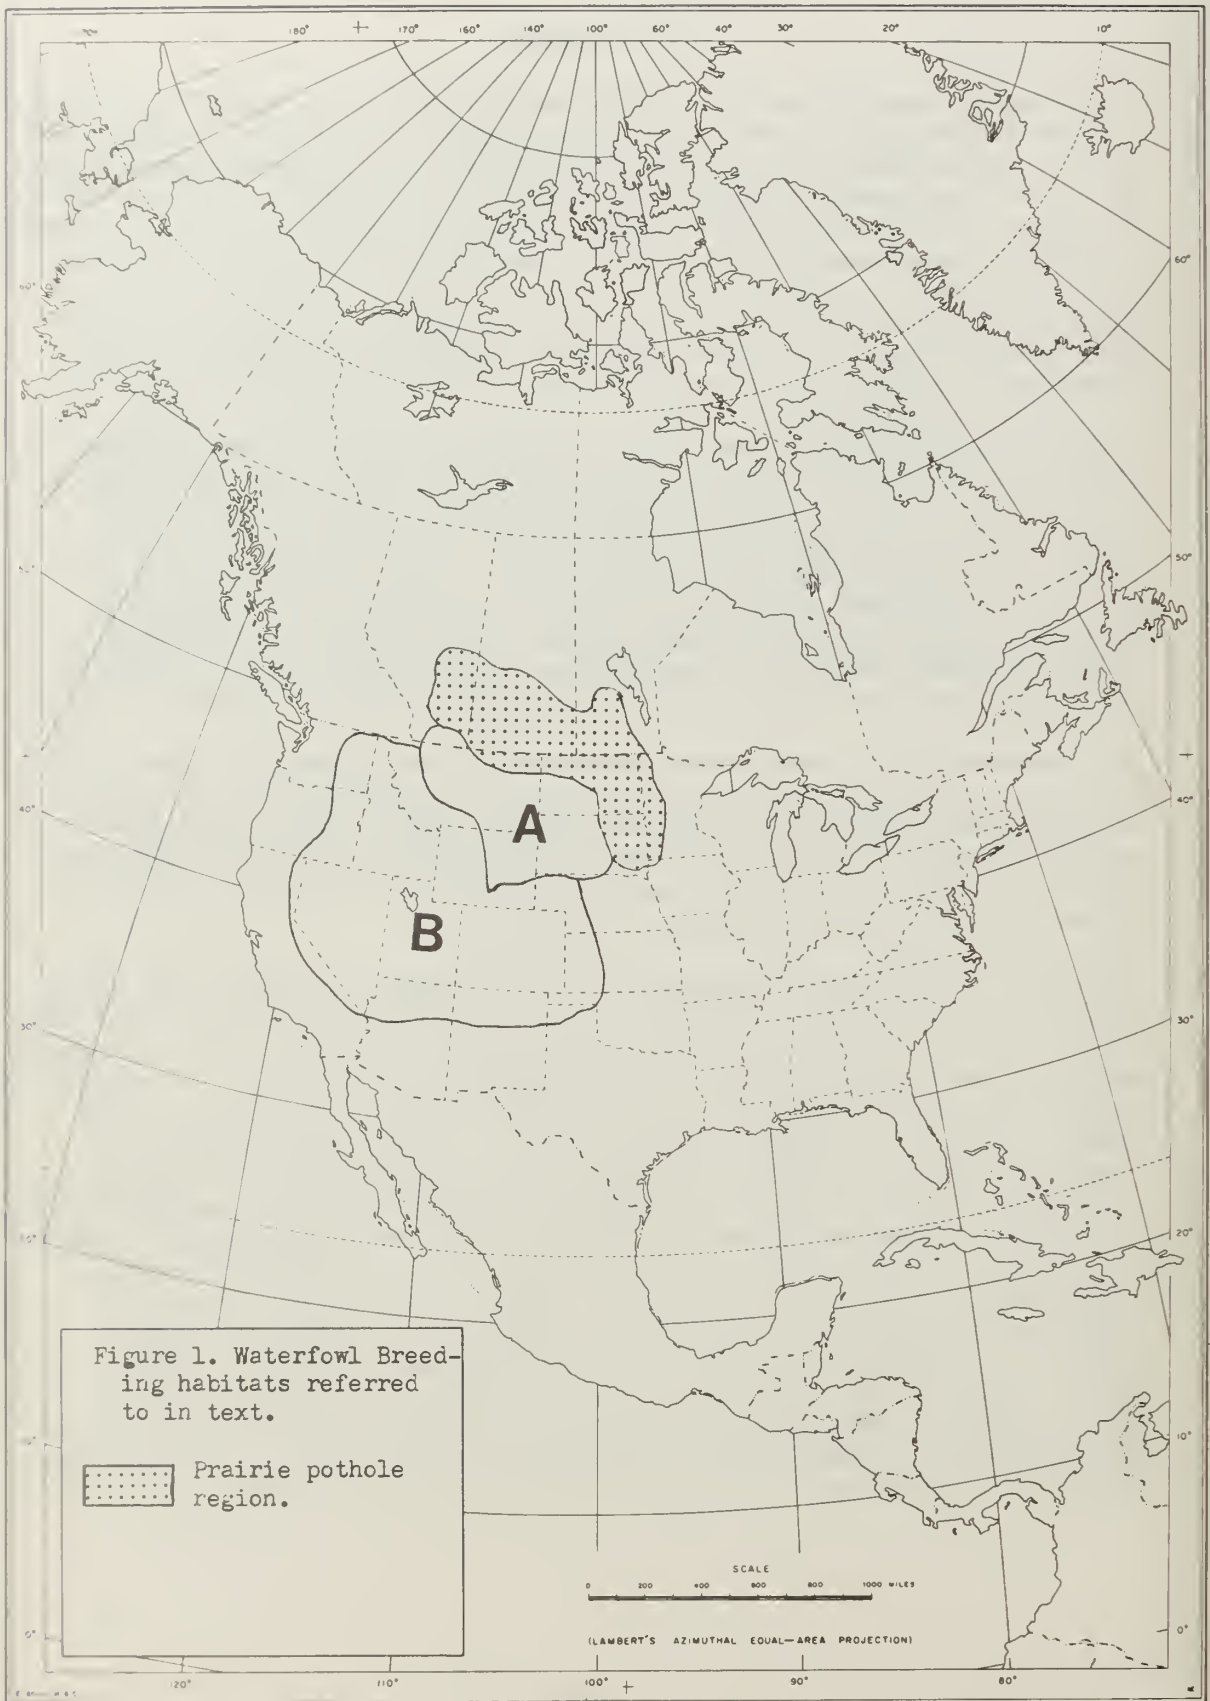 180° 170° 160° 140° 100° 60° 40° 30° 20° 10°
60°
50°
40° 40°
30° 30°
20°
10°
0°
A
B
Figure 1. Waterfowl Breed-
ing habitats referred
to in text.
Prairie pothole
region.
SCALE
0 200 400 600 800 1000 MILES
(LAMBERT'S AZIMUTHAL EQUAL—AREA PROJECTION)
120° 110° 100° 90° 80°